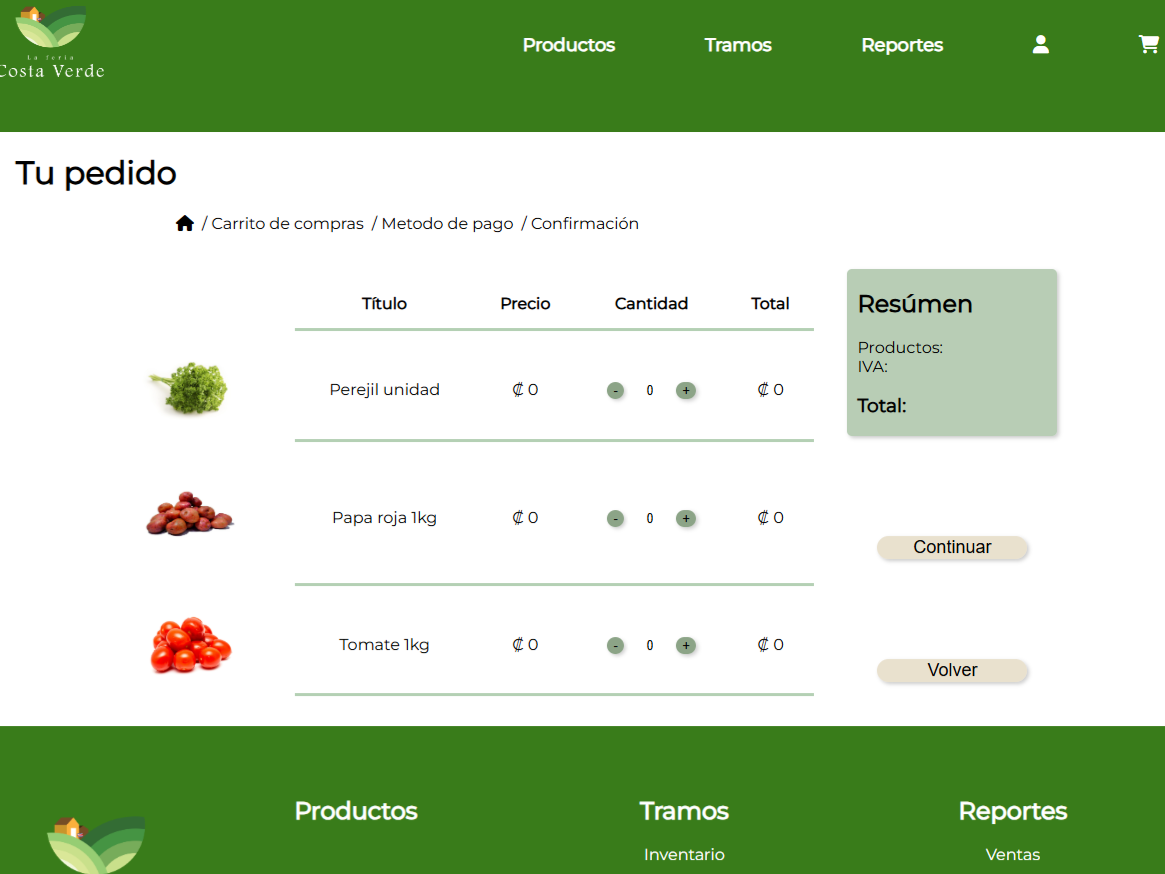 La feria
Costa Verde
Productos Tramos Reportes
Tu pedido
/ Carrito de compras / Metodo de pago / Confirmación
Título Precio Cantidad Total
Perejil unidad ₡ 0 - 0 + ₡ 0
Papa roja 1kg ₡ 0 - 0 + ₡ 0
Tomate 1kg ₡ 0 - 0 + ₡ 0
Resúmen
Productos:
IVA:
Total:
Continuar
Volver
Productos Tramos Reportes
Inventario Ventas